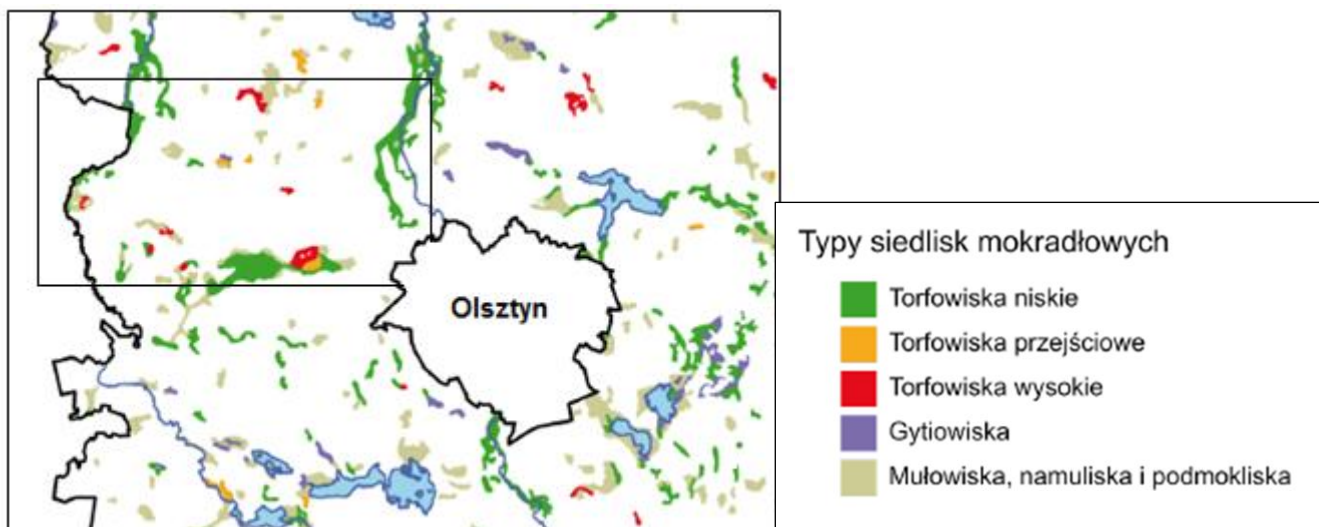 Olsztyn
Typy siedlisk mokradłowych
Torfowiska niskie
Torfowiska przejściowe
Torfowiska wysokie
Gytiowiska
Mułowiska, namuliska i podmokliska